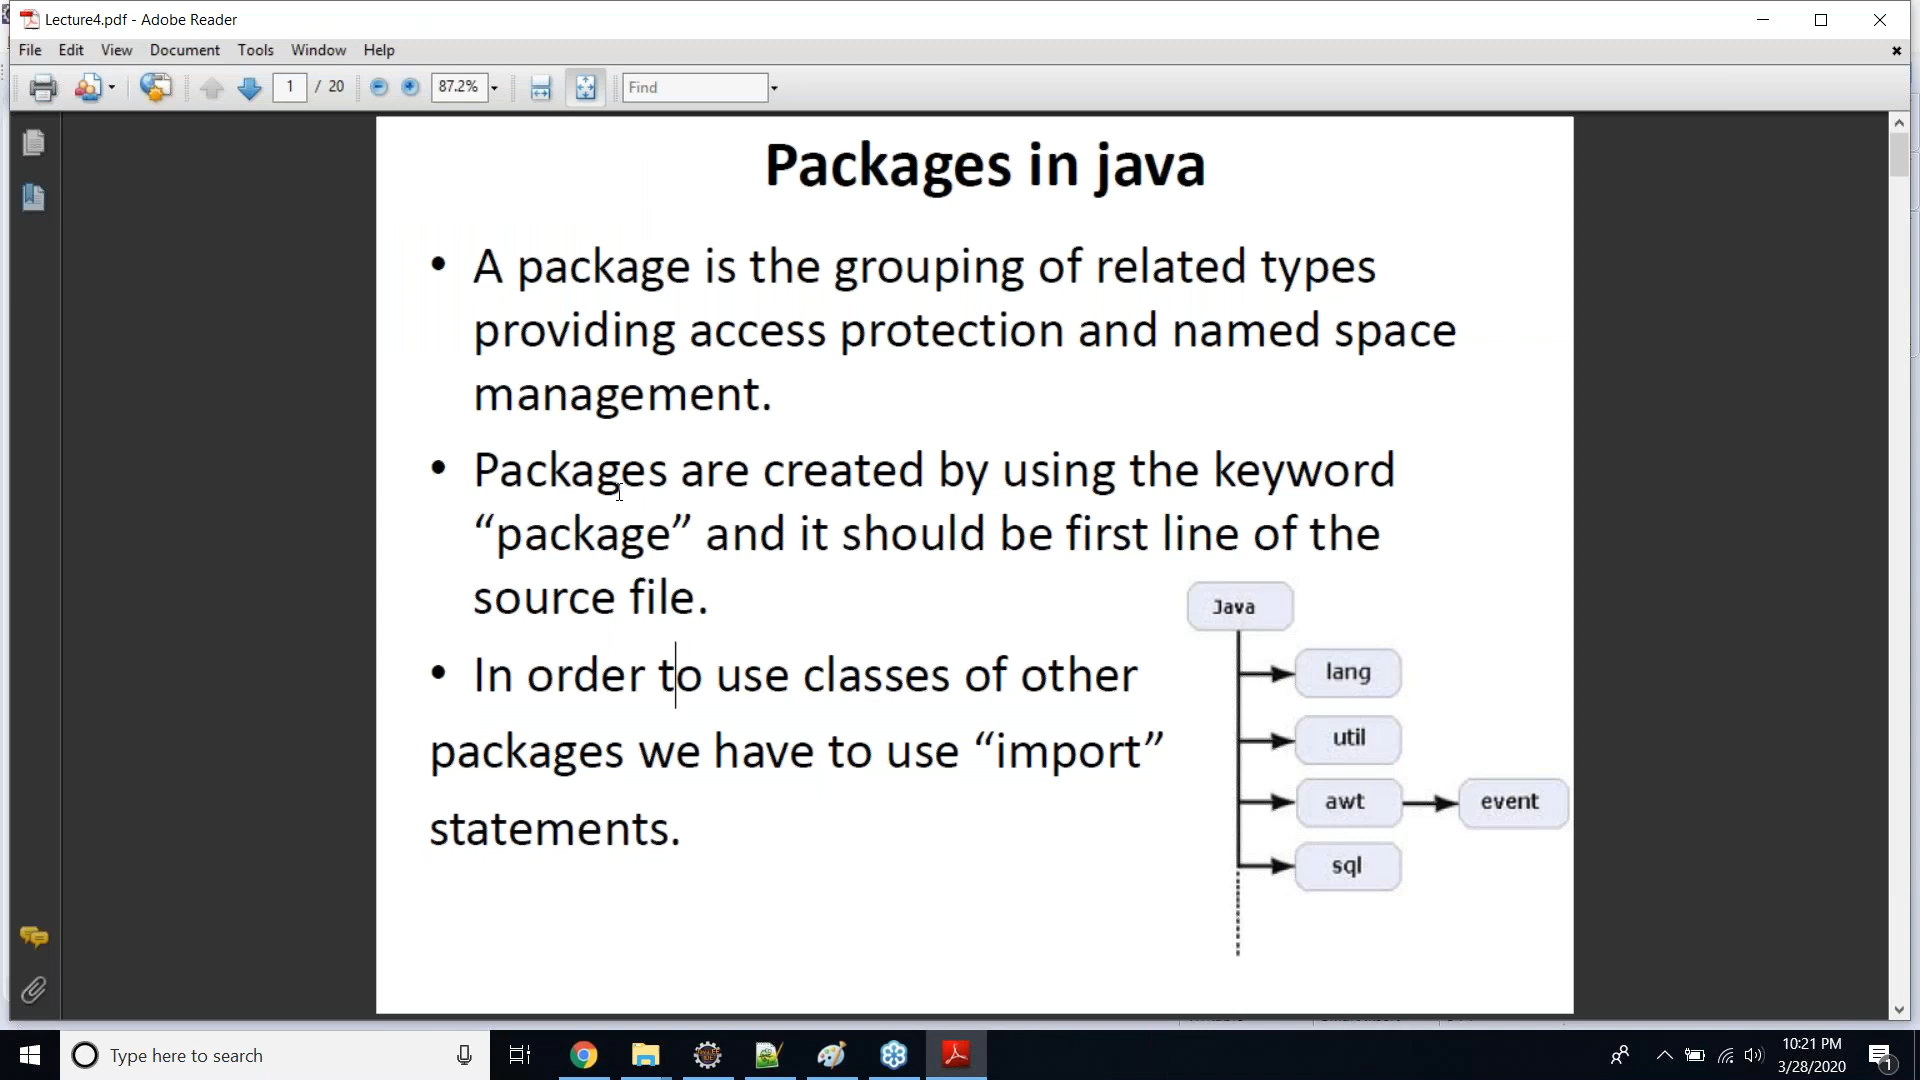 Lecture4.pdf - Adobe Reader
File Edit View Document Tools Window Help
1 / 20 87.2% Find
Packages in java
• A package is the grouping of related types
providing access protection and named space
management.
• Packages are created by using the keyword
“package” and it should be first line of the
source file.
• In order to use classes of other
packages we have to use “import”
statements.
Java
lang
util
awt
event
sql
Type here to search
10:21 PM
3/28/2020
1